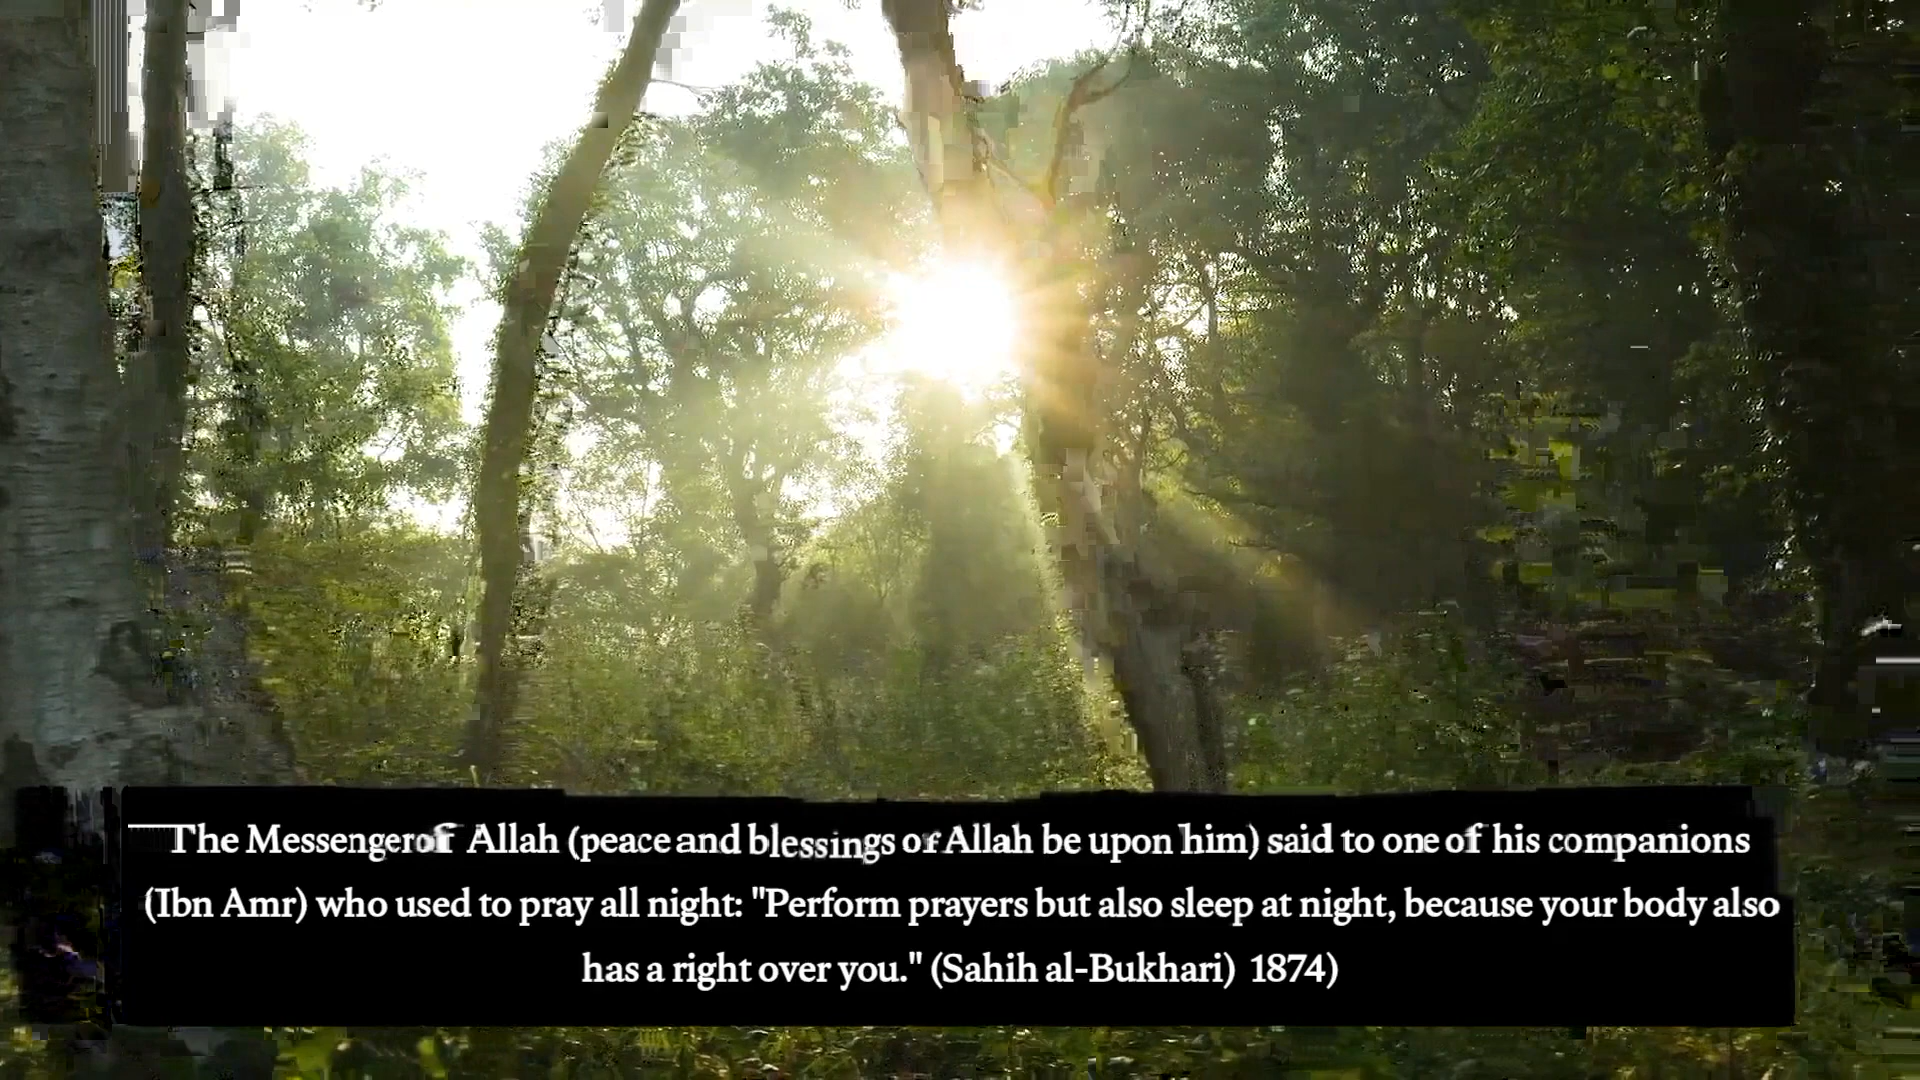 The Messenger of Allah (peace and blessings of Allah be upon him) said to one of his companions
(Ibn Amr) who used to pray all night: "Perform prayers but also sleep at night, because your body also
has a right over you." (Sahih al-Bukhari) 1874)